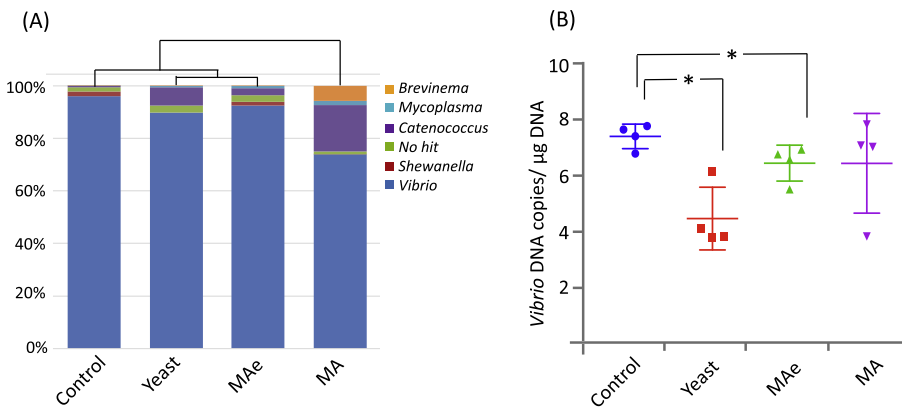 (A)
100%
80%
60%
40%
20%
0%
Control
Yeast
MAe
MA
Brevinema
Mycoplasma
Catenococcus
No hit
Shewanella
Vibrio
(B)
Vibrio DNA copies/ µg DNA
10
8
6
4
2
*
*
Control
Yeast
MAe
MA